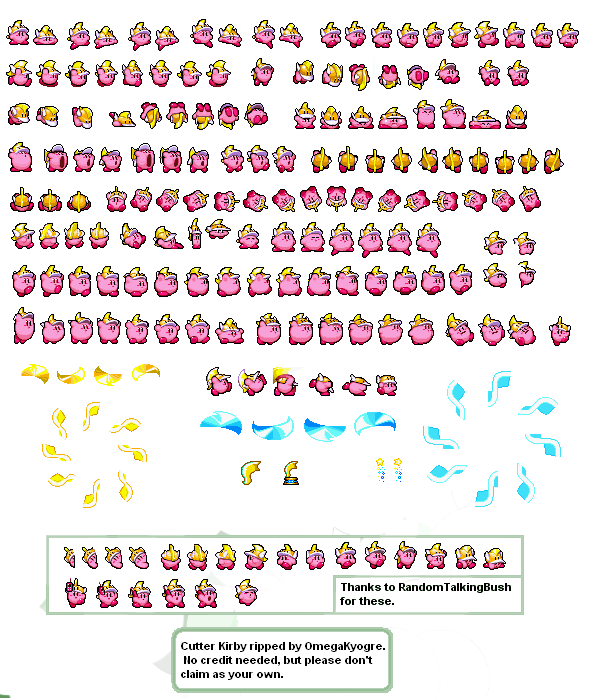 Thanks to RandomTalkingBush
for these.
Cutter Kirby ripped by OmegaKyogre.
No credit needed, but please don't
claim as your own.